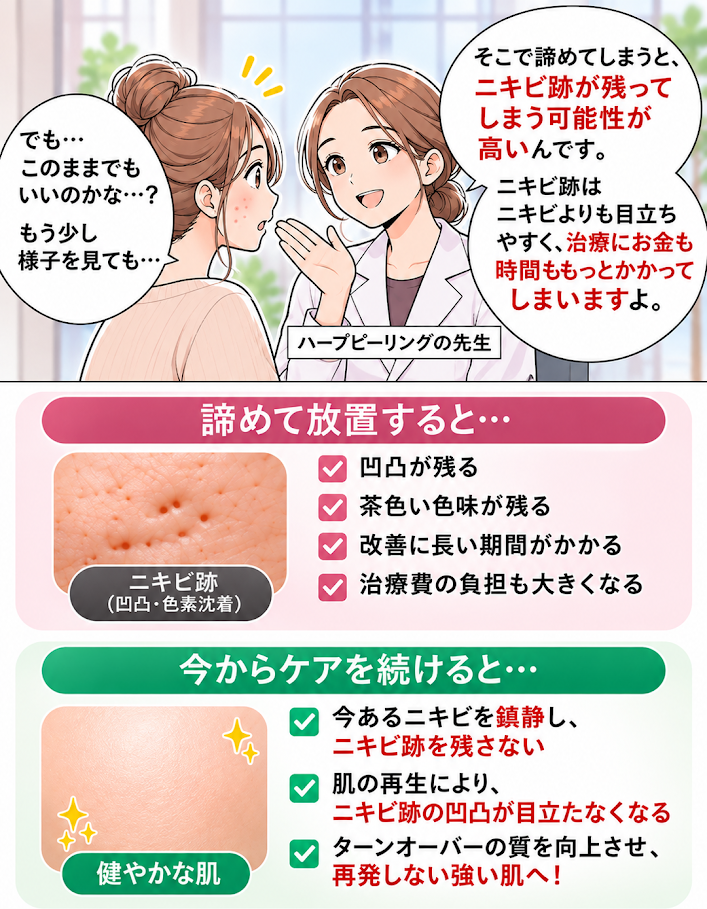 でも…
このままでも
いいのかな…?
もう少し
様子を見ても…
そこで諦めてしまうと、
ニキビ跡が残って
しまう可能性が
高いんです。
ニキビ跡は
ニキビよりも目立ち
やすく、治療にお金も
時間ももっとかかって
しまいますよ。
ハーブピーリングの先生
諦めて放置すると…
凹凸が残る
茶色い色味が残る
改善に長い期間がかかる
治療費の負担も大きくなる
ニキビ跡
(凹凸・色素沈着)
今からケアを続けると…
今あるニキビを鎮静し、
ニキビ跡を残さない
肌の再生により、
ニキビ跡の凹凸が目立たなくなる
ターンオーバーの質を向上させ、
再発しない強い肌へ!
健やかな肌